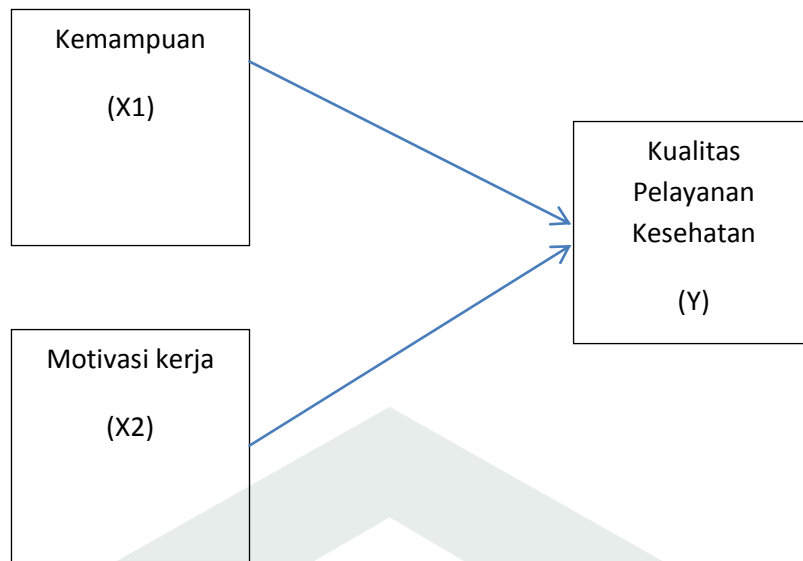 Kemampuan
(X1)
Kualitas
Pelayanan
Kesehatan
(Y)
Motivasi kerja
(X2)